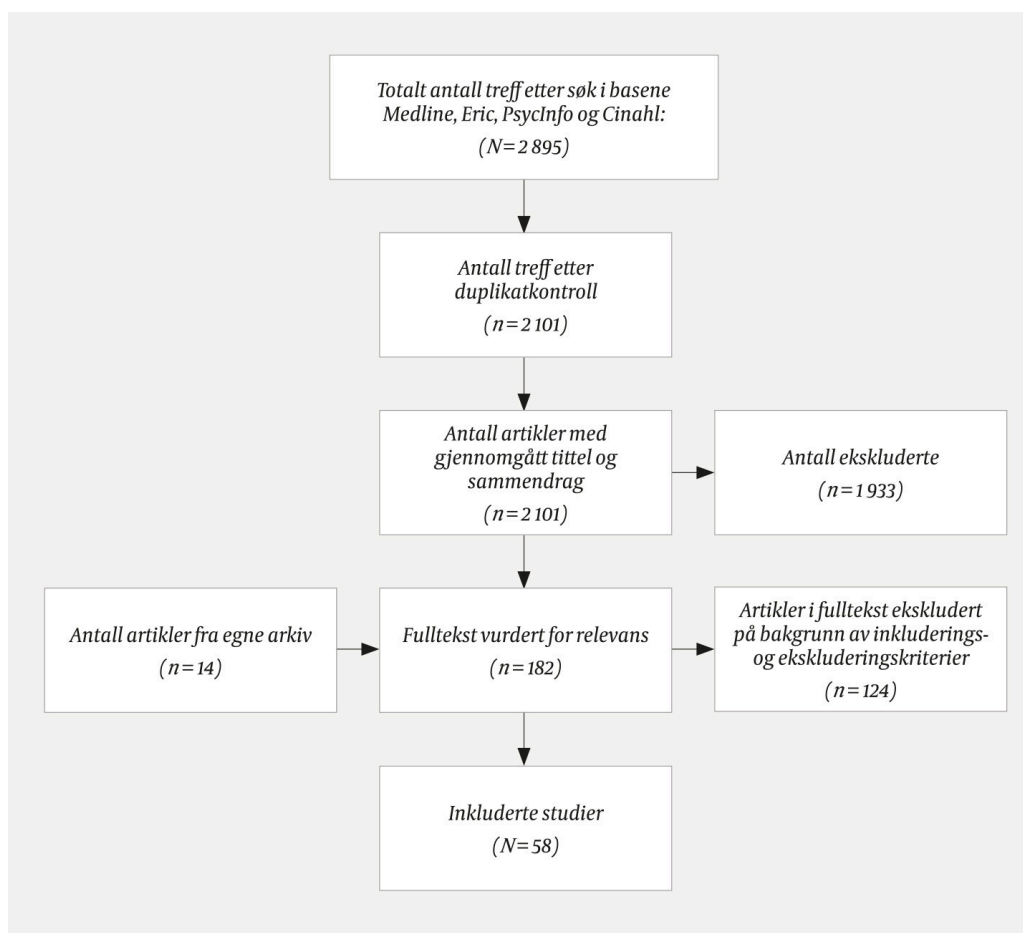 Totalt antall treff etter søk i basene
Medline, Eric, PsycInfo og Cinahl:
(N=2 895)
Antall treff etter
duplikatkontroll
(n=2 101)
Antall artikler med
gjennomgått tittel og
sammendrag
(n=2 101)
Antall ekskluderte
(n=1 933)
Antall artikler fra egne arkiv
(n=14)
Fulltekst vurdert for relevans
(n=182)
Artikler i fulltekst ekskludert
på bakgrunn av inkluderings-
og ekskluderingskriterier
(n=124)
Inkluderte studier
(N=58)